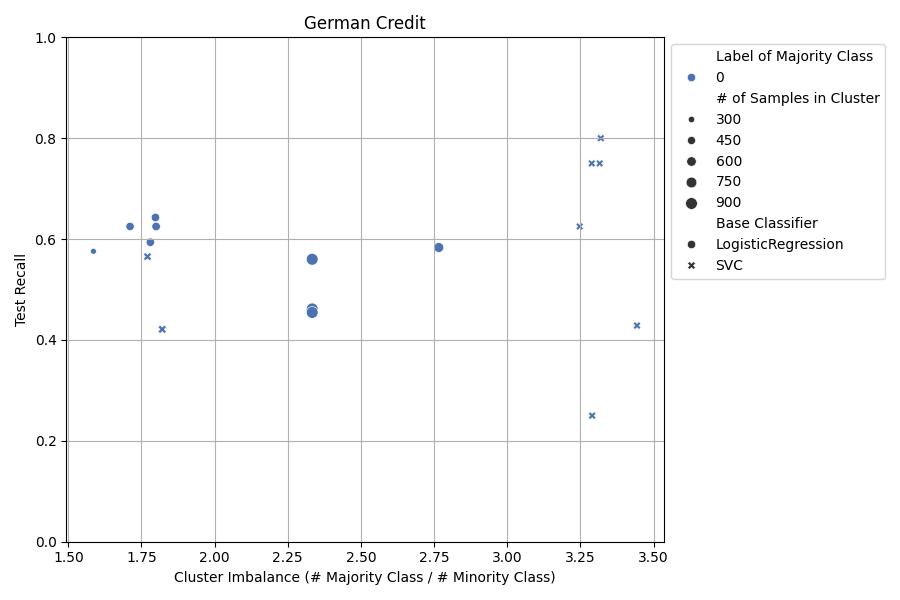 German Credit
Test Recall
1.0
0.8
0.6
0.4
0.2
0.0
1.50 1.75 2.00 2.25 2.50 2.75 3.00 3.25 3.50
Cluster Imbalance (# Majority Class / # Minority Class)
Label of Majority Class
0
# of Samples in Cluster
300
450
600
750
900
Base Classifier
LogisticRegression
SVC